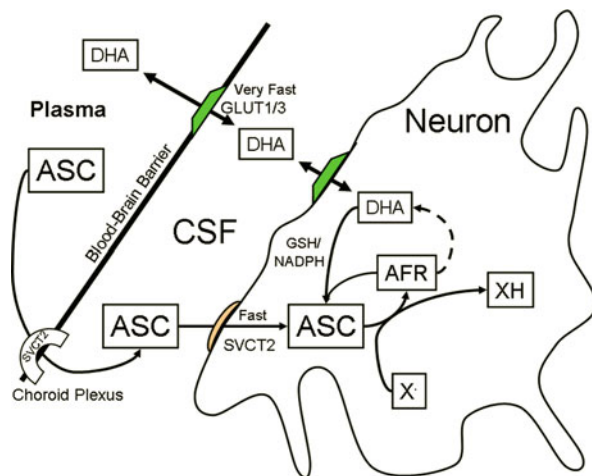 DHA
Plasma
Very Fast
GLUT1/3
Neuron
DHA
ASC
Blood-Brain Barrier
DHA
CSF
GSH/
NADPH
AFR
XH
ASC
Fast
ASC
SVCT2
SVCT2
Choroid Plexus
X·